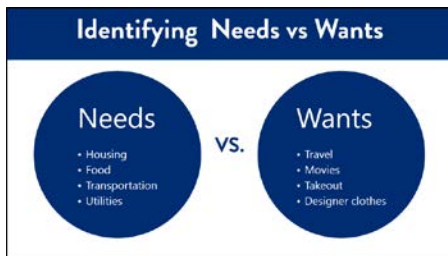 Identifying Needs vs Wants
Needs
• Housing
• Food
• Transportation
• Utilities
VS.
Wants
• Travel
• Movies
• Takeout
• Designer clothes